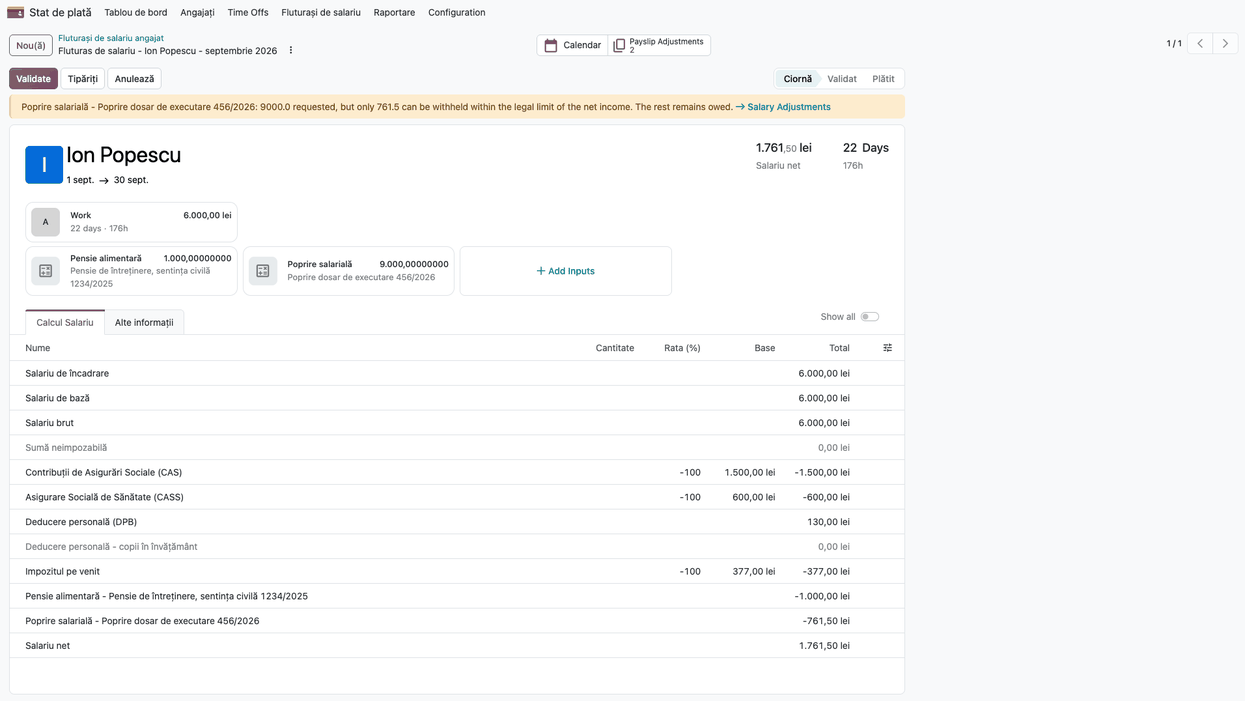 Stat de plată Tablou de bord Angajați Time Offs Fluturași de salariu Raportare Configuration
Nou(ă) Fluturași de salariu angajat
Fluturas de salariu - Ion Popescu - septembrie 2026
Calendar Payslip Adjustments
2
1 / 1
Validate Tipăriți Anulează Ciornă Validat Plătit
Poprire salarială - Poprire dosar de executare 456/2026: 9000.0 requested, but only 761.5 can be withheld within the legal limit of the net income. The rest remains owed. → Salary Adjustments
I Ion Popescu
1 sept. → 30 sept.
1.761,50 lei 22 Days
Salariu net 176h
A Work 6.000,00 lei
22 days · 176h
Pensie alimentară 1.000,00000000
Pensie de întreținere, sentința civilă
1234/2025
Poprire salarială 9.000,00000000
Poprire dosar de executare 456/2026
+ Add Inputs
Calcul Salariu Alte informații Show all
Nume Cantitate Rata (%) Base Total
Salariu de încadrare 6.000,00 lei
Salariu de bază 6.000,00 lei
Salariu brut 6.000,00 lei
Sumă neimpozabilă 0,00 lei
Contribuții de Asigurări Sociale (CAS) -100 1.500,00 lei -1.500,00 lei
Asigurare Socială de Sănătate (CASS) -100 600,00 lei -600,00 lei
Deducere personală (DPB) 130,00 lei
Deducere personală - copii în învățământ 0,00 lei
Impozitul pe venit -100 377,00 lei -377,00 lei
Pensie alimentară - Pensie de întreținere, sentința civilă 1234/2025 -1.000,00 lei
Poprire salarială - Poprire dosar de executare 456/2026 -761,50 lei
Salariu net 1.761,50 lei